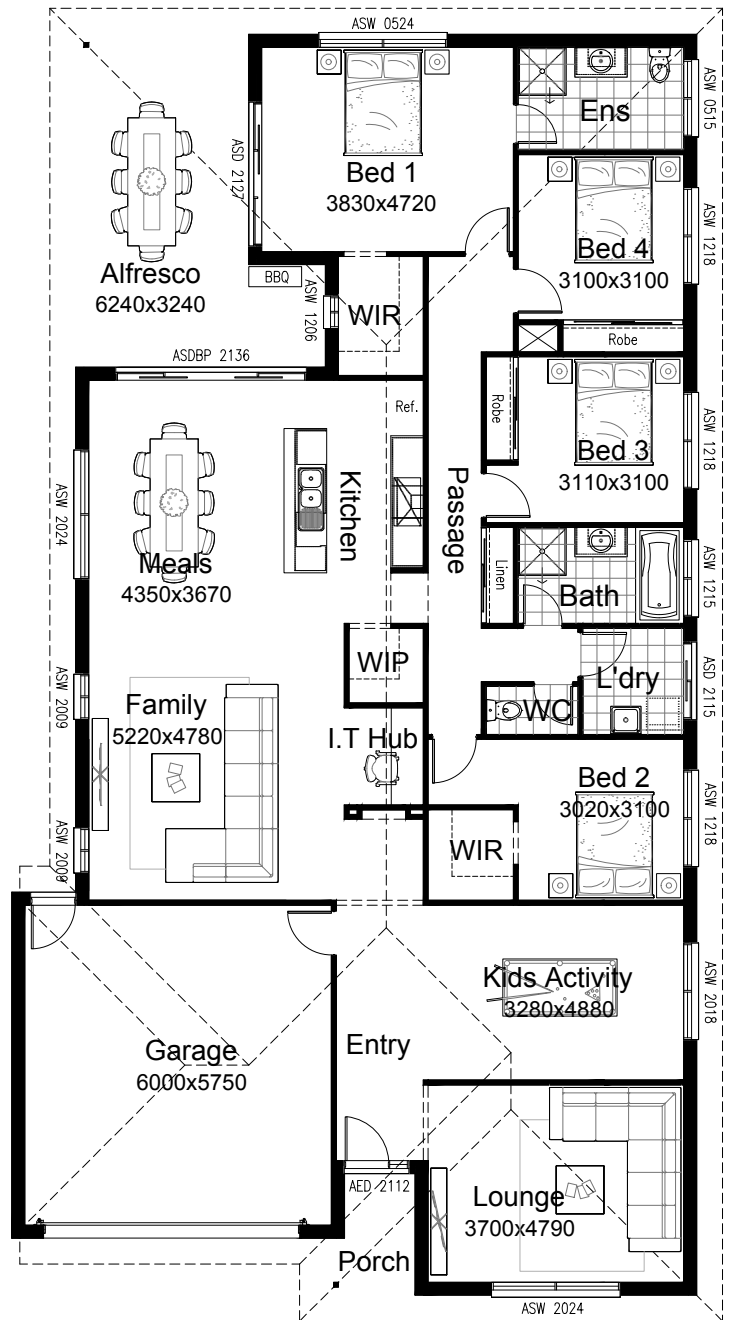 ASW 0524
ASW 0515
Ens
ASD 2127
Bed 1
3830x4720
Bed 4
3100x3100
ASW 1218
Alfresco
6240x3240
BBQ
ASW 1206
WIR
Robe
ASDBP 2136
Ref.
Robe
Bed 3
3110x3100
ASW 1218
ASW 2024
Kitchen
Passage
Meals
4350x3670
Linen
Bath
ASW 1215
WIP
L'dry
ASD 2115
ASW 2009
Family
5220x4780
WC
I.T Hub
Bed 2
3020x3100
ASW 1218
ASW 2009
WIR
Kids Activity
3280x4880
ASW 2018
Garage
6000x5750
Entry
AED 2112
Lounge
3700x4790
Porch
ASW 2024